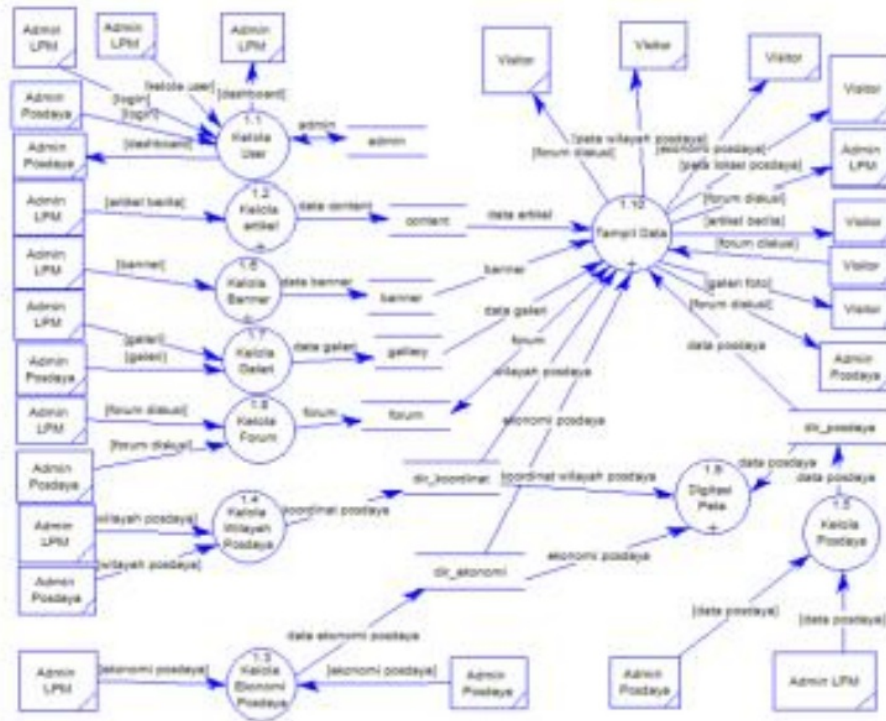 Admin
LPM
Admin
LPM
Admin
LPM
Visitor
Visitor
Visitor
[kelola user]
[login]
[login]
[dashboard]
[dashboard]
Admin
Posdaya
Admin
Posdaya
1.1
Kelola
User
admin
admin
[peta wilayah posdaya]
[forum diskusi]
[ekonomi posdaya]
[peta lokasi posdaya]
Visitor
Admin
LPM
Admin
LPM
[artikel berita]
1.2
Kelola
artikel
+
data content
content
data artikel
1.10
Tampil Data
+
[forum diskusi]
[artikel berita]
[forum diskusi]
Visitor
Visitor
Admin
LPM
[banner]
1.6
Kelola
Banner
+
data banner
banner
banner
[galeri foto]
[forum diskusi]
Visitor
Admin
LPM
[galeri]
[galeri]
1.7
Kelola
Galeri
data galeri
gallery
data galeri
forum
data posdaya
Admin
Posdaya
Admin
Posdaya
wilayah posdaya
Admin
LPM
[forum diskusi]
[forum diskusi]
Kelola
Forum
forum
forum
ekonomi posdaya
dir_posdaya
Admin
Posdaya
1.4
Kelola
Wilayah
Posdaya
koordinat posdaya
dir_koordinat
koordinat wilayah posdaya
Digitasi
Peta
+
data posdaya
data posdaya
Admin
LPM
[wilayah posdaya]
[wilayah posdaya]
1.5
Kelola
Posdaya
Admin
Posdaya
dir_ekonomi
ekonomi posdaya
[data posdaya]
[data posdaya]
data ekonomi posdaya
Admin
LPM
[ekonomi posdaya]
1.3
Kelola
Ekonomi
Posdaya
[ekonomi posdaya]
Admin
Posdaya
Admin
Posdaya
Admin LPM